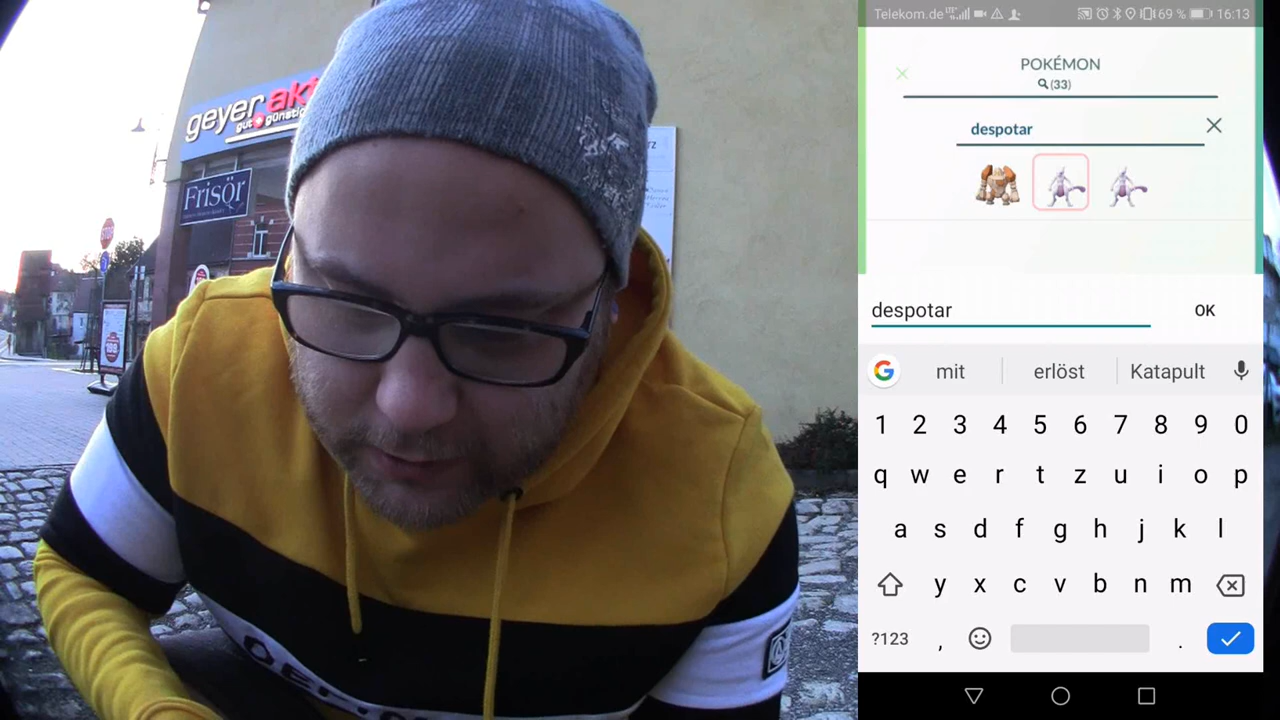 geyer.akt
gut + günstig
Frisör
rz
Telekom.de 69 % 16:13
POKÉMON
(33)
despotar
despotar OK
mit erlöst Katapult
1 2 3 4 5 6 7 8 9 0
q w e r t z u i o p
a s d f g h j k l
y x c v b n m
?123 , .